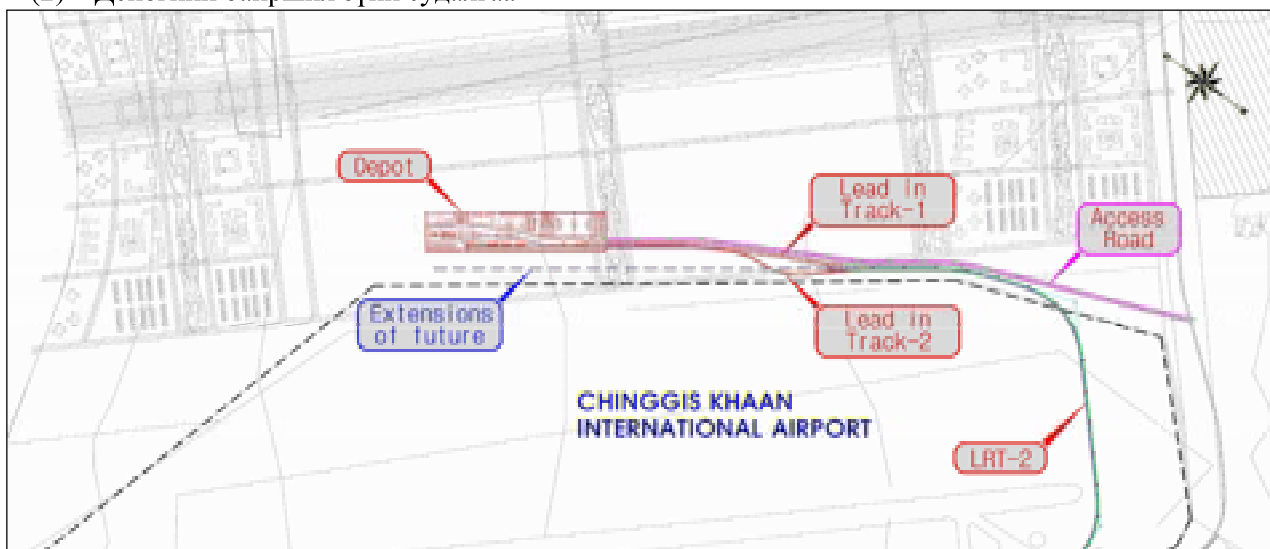 Depot
Lead in
Track-1
Access
Road
Extensions
of future
Lead in
Track-2
CHINGGIS KHAAN
INTERNATIONAL AIRPORT
LRT-2